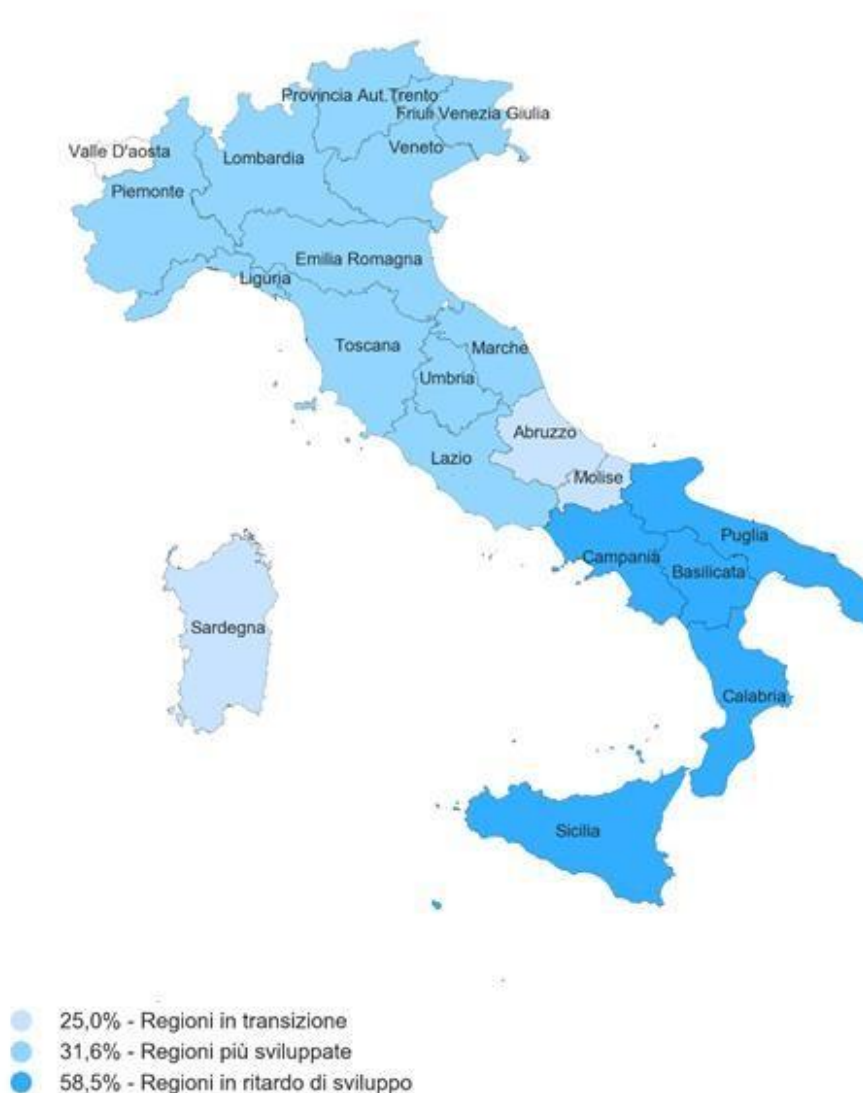 Provincia Aut.Trento
Friuli Venezia Giulia
Valle D'aosta
Lombardia
Veneto
Piemonte
Emilia Romagna
Liguria
Toscana
Marche
Umbria
Abruzzo
Lazio
Molise
Puglia
Campania
Basilicata
Sardegna
Calabria
Sicilia
25,0% - Regioni in transizione
31,6% - Regioni più sviluppate
58,5% - Regioni in ritardo di sviluppo